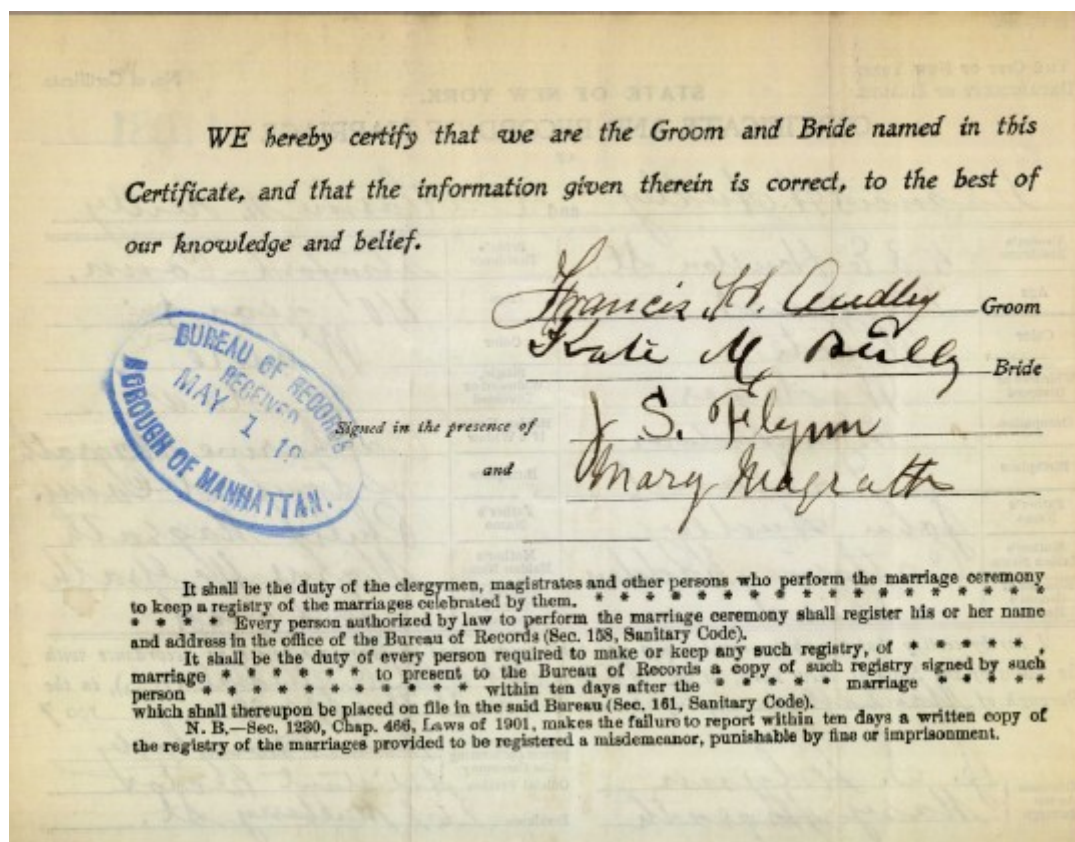 WE hereby certify that we are the Groom and Bride named in this
Certificate, and that the information given therein is correct, to the best of
our knowledge and belief.
Francis H. Audley Groom
Kate M Bully Bride
BUREAU OF RECORDS
RECEIVED
MAY 1 19
BOROUGH OF MANHATTAN.
Signed in the presence of J S. Flynn
and Mary Magrath
It shall be the duty of the clergymen, magistrates and other persons who perform the marriage ceremony
to keep a registry of the marriages celebrated by them. * * * * * * * * * * * * * * *
* * * * Every person authorized by law to perform the marriage ceremony shall register his or her name
and address in the office of the Bureau of Records (Sec. 158, Sanitary Code).
It shall be the duty of every person required to make or keep any such registry, of * * * * * ,
marriage * * * * * * to present to the Bureau of Records a copy of such registry signed by such
person * * * * * * * * * * within ten days after the * * * * * marriage * * * * *
which shall thereupon be placed on file in the said Bureau (Sec. 161, Sanitary Code).
N. B.—Sec. 1230, Chap. 466, Laws of 1901, makes the failure to report within ten days a written copy of
the registry of the marriages provided to be registered a misdemeanor, punishable by fine or imprisonment.